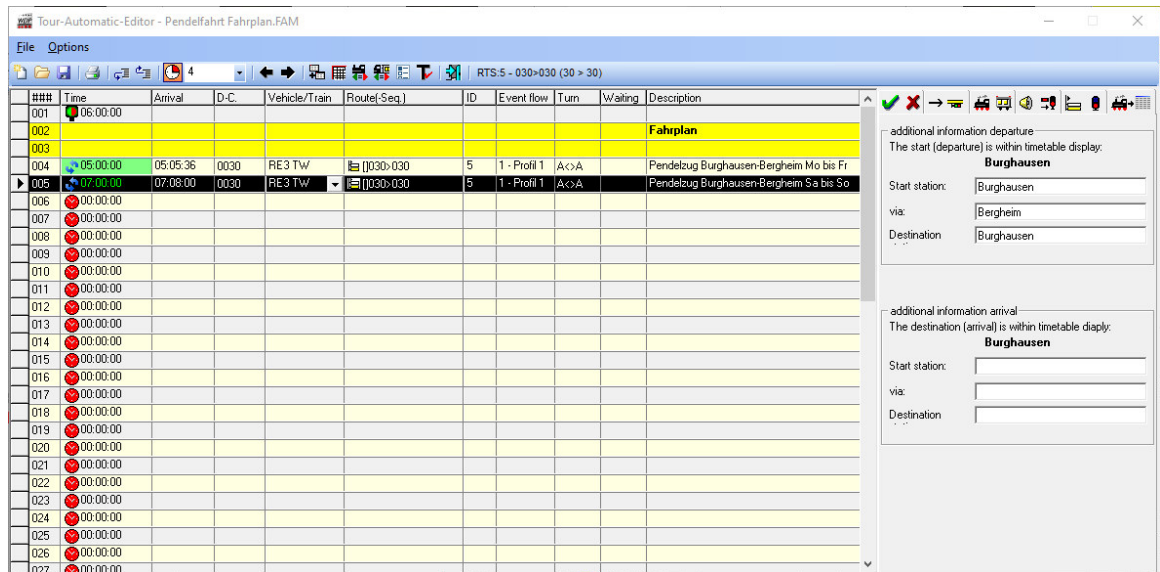 Tour-Automatic-Editor - Pendelfahrt Fahrplan.FAM
File Options
4 RTS:5 - 030>030 (30 > 30)
### Time Arrival D-C. Vehicle/Train Route(-Seq.) ID Event flow Turn Waiting Description
001 06:00:00
002 Fahrplan
003
004 05:00:00 05:05:36 0030 RE3 TW []030>030 5 1 - Profil 1 A<>A Pendelzug Burghausen-Bergheim Mo bis Fr
005 07:00:00 07:08:00 0030 RE3 TW []030>030 5 1 - Profil 1 A<>A Pendelzug Burghausen-Bergheim Sa bis So
006 00:00:00
007 00:00:00
008 00:00:00
009 00:00:00
010 00:00:00
011 00:00:00
012 00:00:00
013 00:00:00
014 00:00:00
015 00:00:00
016 00:00:00
017 00:00:00
018 00:00:00
019 00:00:00
020 00:00:00
021 00:00:00
022 00:00:00
023 00:00:00
024 00:00:00
025 00:00:00
026 00:00:00
027 00:00:00
additional information departure
The start (departure) is within timetable display:
Burghausen
Start station: Burghausen
via: Bergheim
Destination Burghausen
additional information arrival
The destination (arrival) is within timetable diaply:
Burghausen
Start station:
via:
Destination